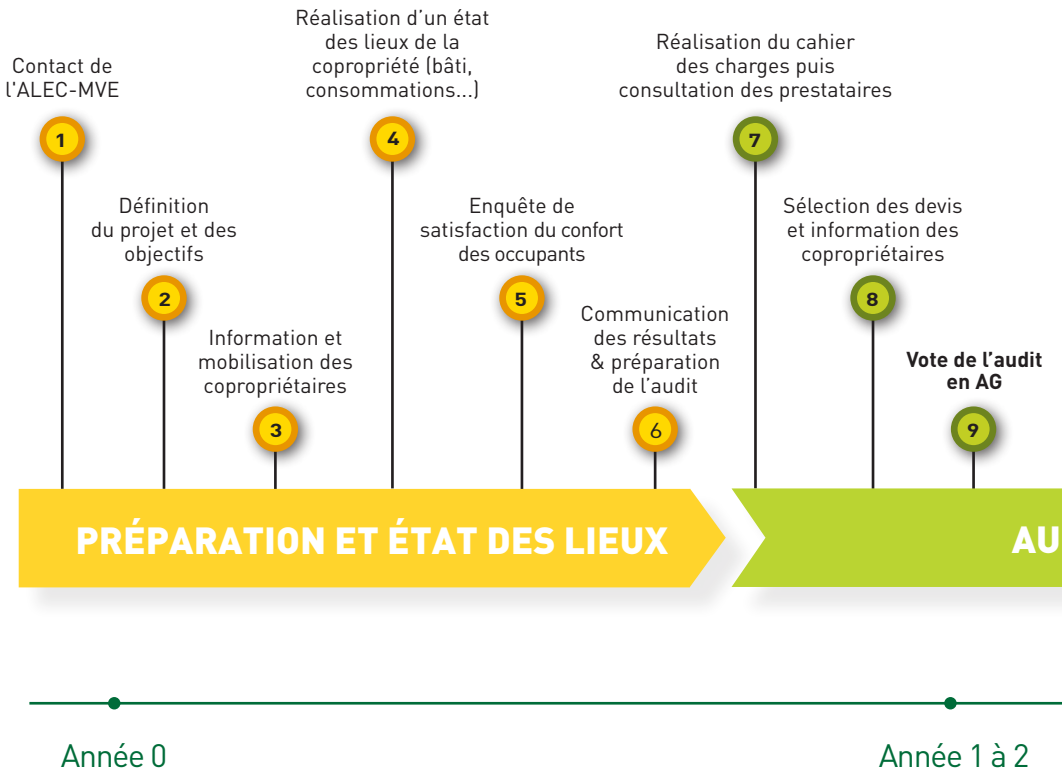 Contact de
l'ALEC-MVE
1
Définition
du projet et des
objectifs
2
Information et
mobilisation des
copropriétaires
3
Réalisation d’un état
des lieux de la
copropriété (bâti,
consommations...)
4
Enquête de
satisfaction du confort
des occupants
5
Communication
des résultats
& préparation
de l’audit
6
Réalisation du cahier
des charges puis
consultation des prestataires
7
Sélection des devis
et information des
copropriétaires
8
Vote de l’audit
en AG
9
PRÉPARATION ET ÉTAT DES LIEUX
AU
Année 0
Année 1 à 2